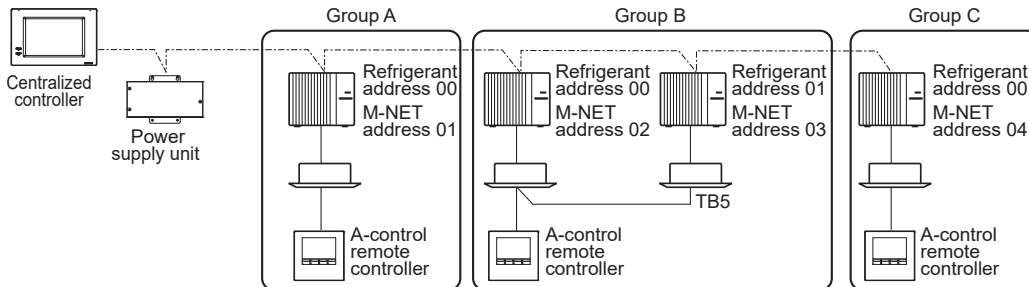 Group A
Group B
Group C
Centralized
controller
Power
supply unit
Refrigerant
address 00
M-NET
address 01
Refrigerant
address 00
M-NET
address 02
Refrigerant
address 01
M-NET
address 03
Refrigerant
address 00
M-NET
address 04
TB5
A-control
remote
controller
A-control
remote
controller
A-control
remote
controller